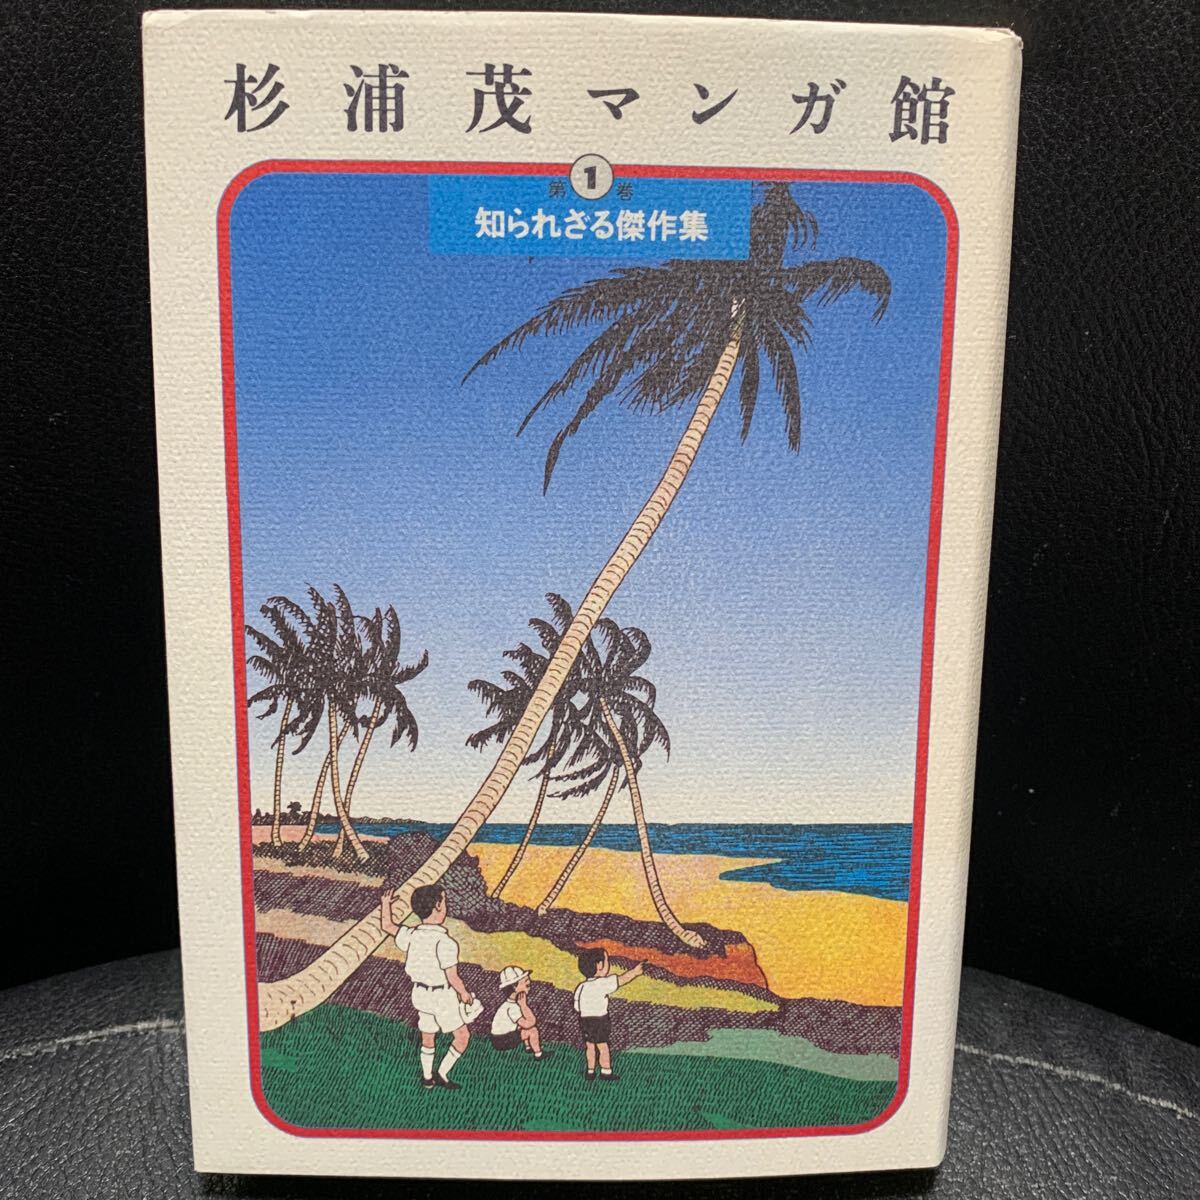 杉浦茂マンガ館
第1巻
知られざる傑作集